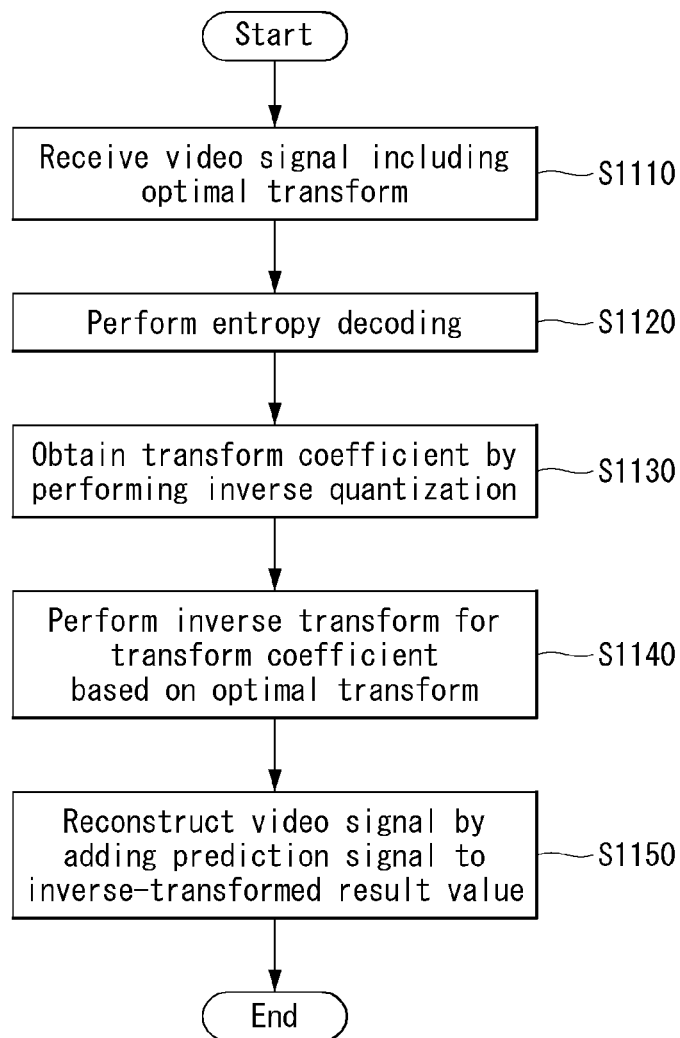 Start
Receive video signal including
optimal transform
S1110
Perform entropy decoding
S1120
Obtain transform coefficient by
performing inverse quantization
S1130
Perform inverse transform for
transform coefficient
based on optimal transform
S1140
Reconstruct video signal by
adding prediction signal to
inverse-transformed result value
S1150
End